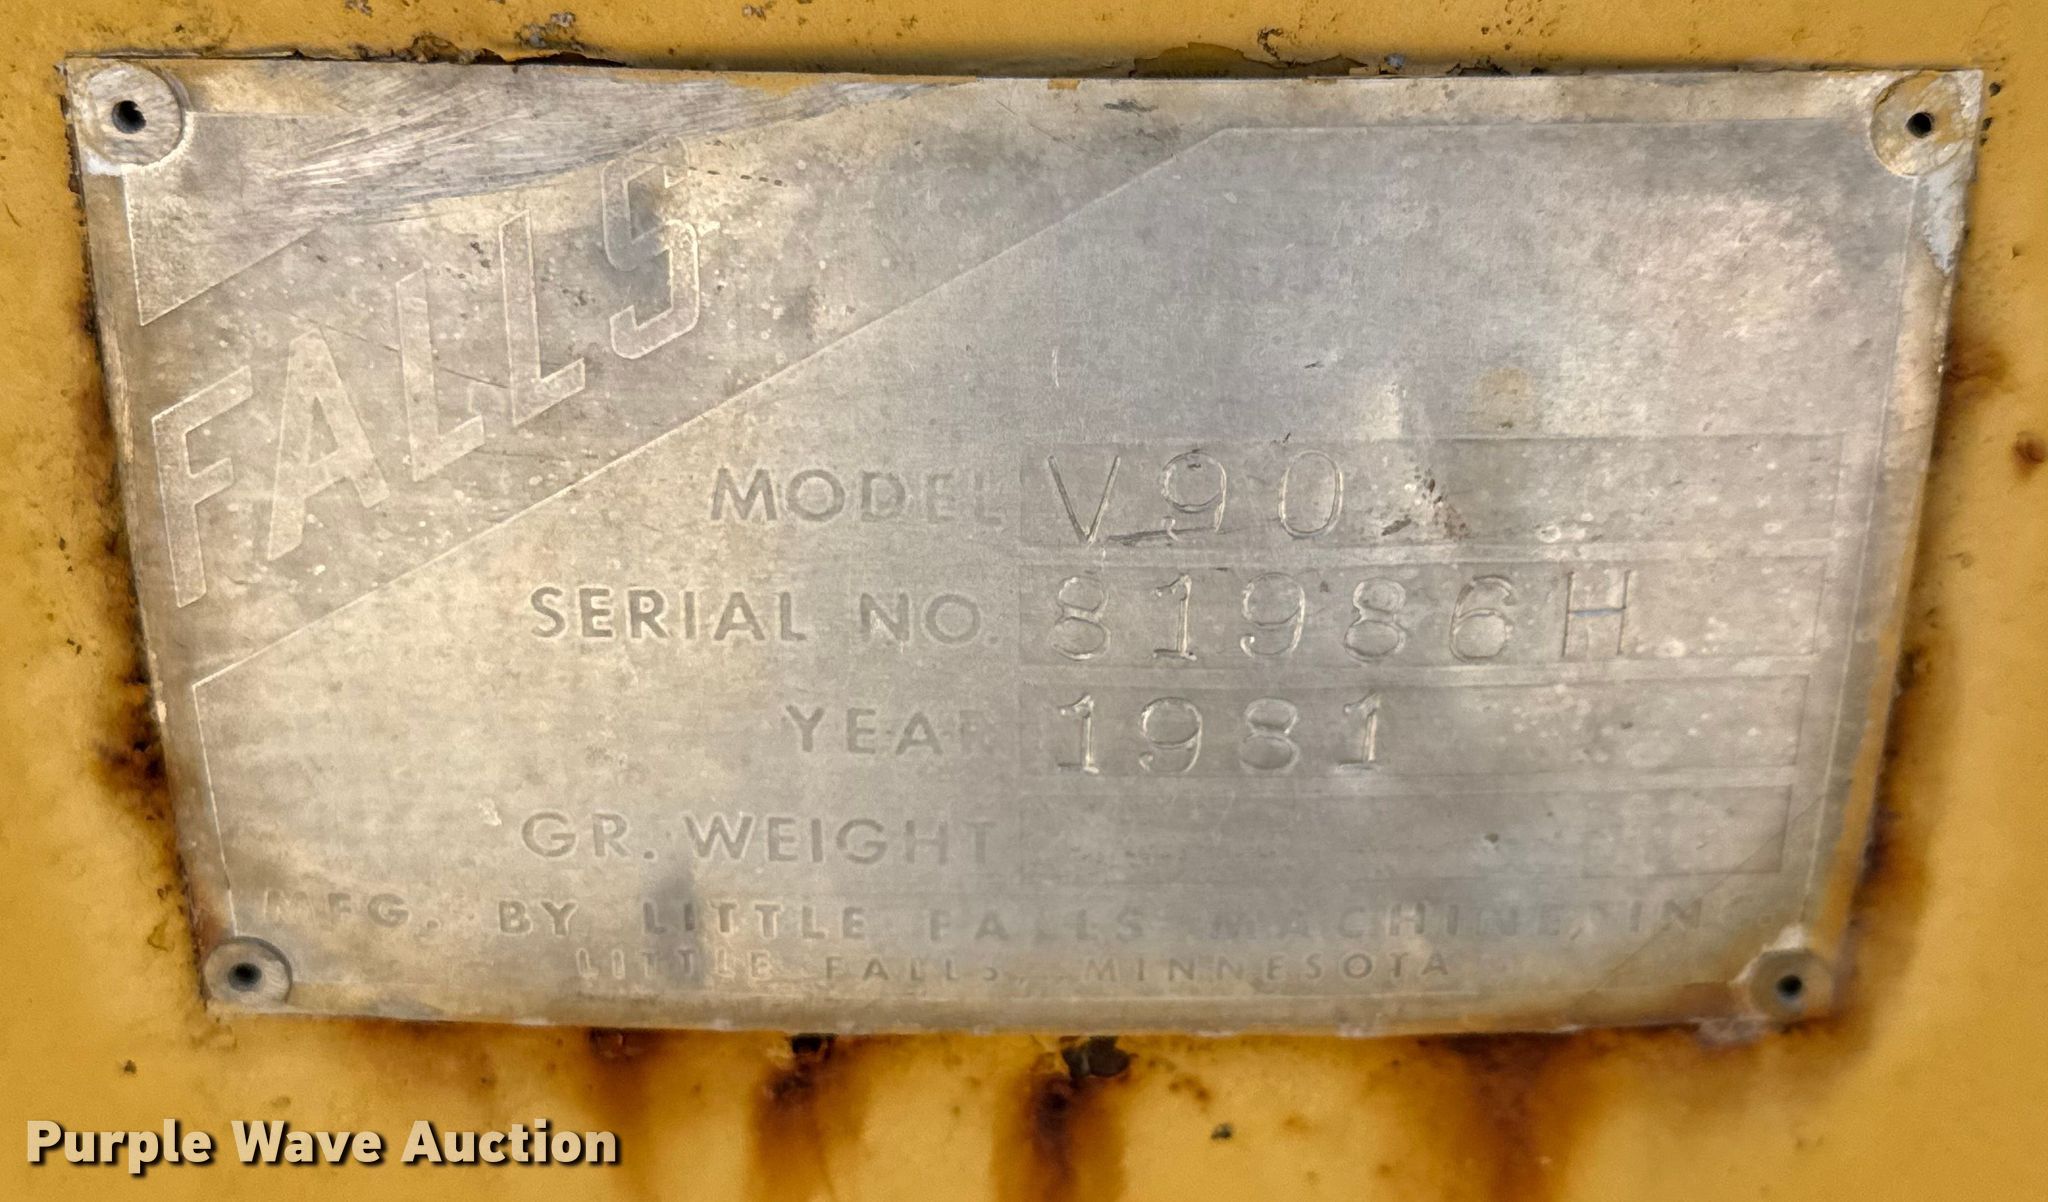 FALLS
MODEL V90
SERIAL NO. 81986H
YEAR 1981
GR. WEIGHT
MFG. BY LITTLE FALLS MACHINE, INC.
LITTLE FALLS, MINNESOTA
Purple Wave Auction